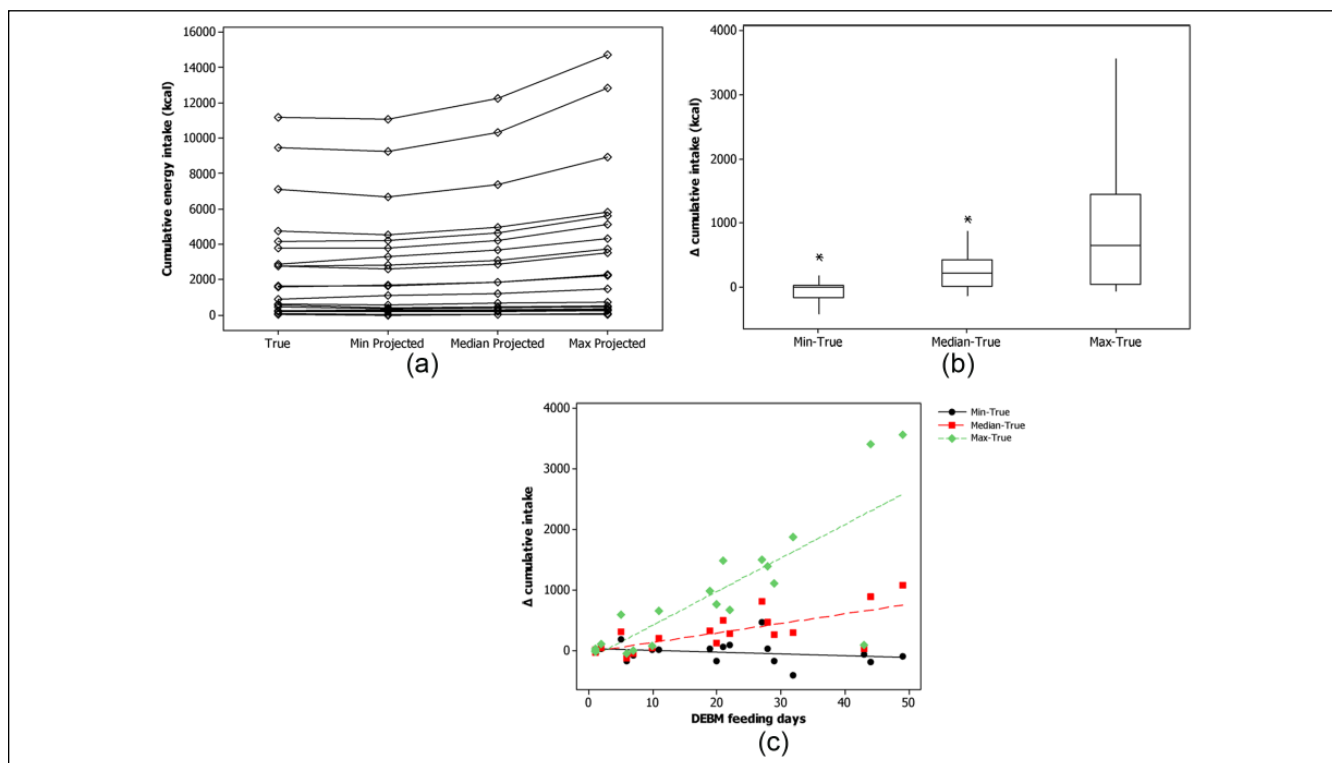 16000
14000
12000
10000
8000
6000
4000
2000
0
Cumulative energy intake (kcal)
True
Min Projected
Median Projected
Max Projected
(a)
4000
3000
2000
1000
0
Δ cumulative intake (kcal)
Min-True
Median-True
Max-True
(b)
4000
3000
2000
1000
0
Δ cumulative intake
0
10
20
30
40
50
DEBM feeding days
Min-True
Median-True
Max-True
(c)